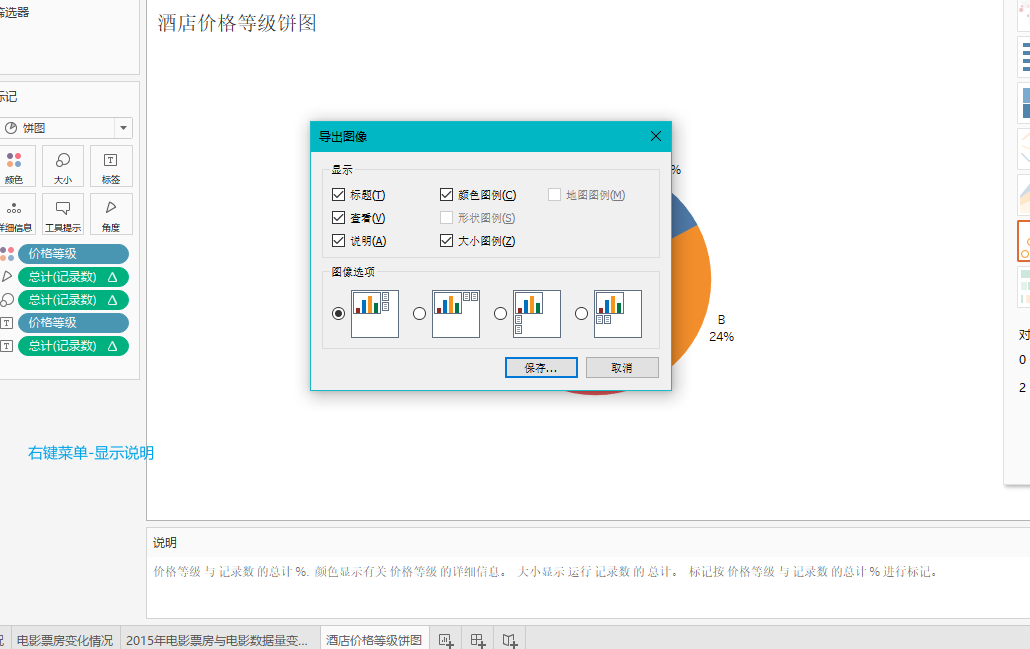 筛选器
标记
饼图
颜色
大小
标签
详细信息
工具提示
角度
价格等级
总计(记录数) Δ
总计(记录数) Δ
价格等级
总计(记录数) Δ
右键菜单-显示说明
酒店价格等级饼图
导出图像
显示
标题(T)
颜色图例(C)
地图图例(M)
查看(V)
形状图例(S)
说明(A)
大小图例(Z)
图像选项
保存...
取消
%
B
24%
对
0
2
说明
价格等级 与 记录数 的总计 %. 颜色显示有关 价格等级 的详细信息。 大小显示 运行 记录数 的 总计。 标记按 价格等级 与 记录数 的总计 % 进行标记。
况
电影票房变化情况
2015年电影票房与电影数据量变...
酒店价格等级饼图